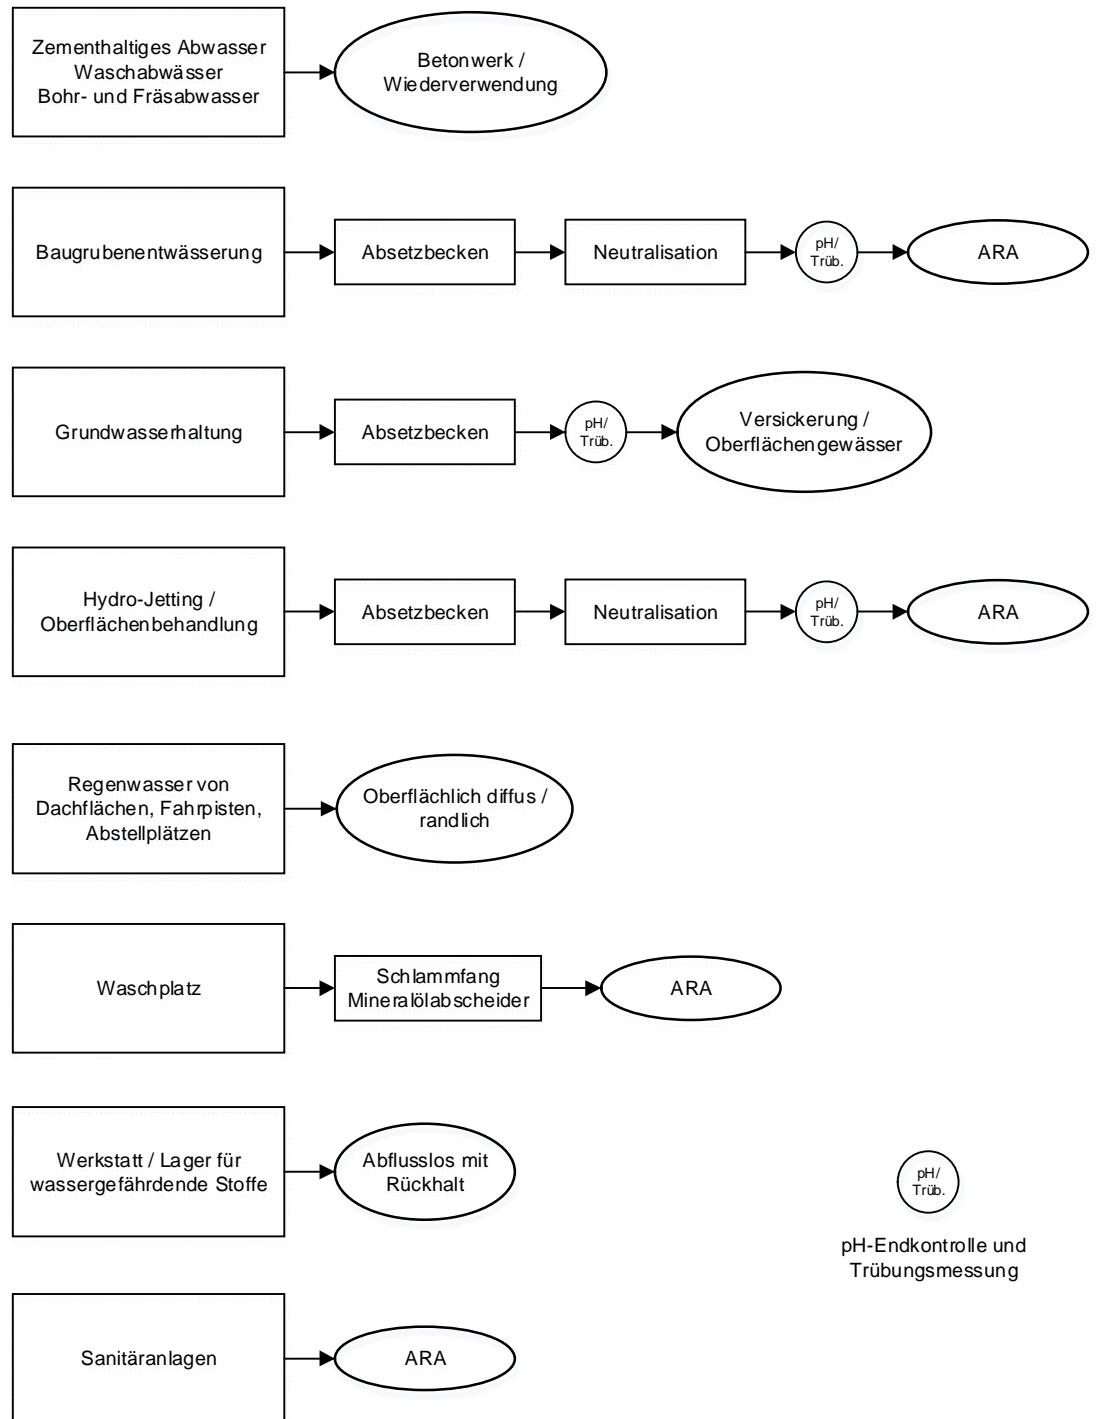 Zementhaltiges Abwasser
Waschabwässer
Bohr- und Fräsabwasser
Betonwerk /
Wiederverwendung
Baugrubenentwässerung
Absetzbecken
Neutralisation
pH/
Trüb.
ARA
Grundwasserhaltung
Absetzbecken
pH/
Trüb.
Versickerung /
Oberflächengewässer
Hydro-Jetting /
Oberflächenbehandlung
Absetzbecken
Neutralisation
pH/
Trüb.
ARA
Regenwasser von
Dachflächen, Fahrpisten,
Abstellplätzen
Oberflächlich diffus /
randlich
Waschplatz
Schlammfang
Mineralölabscheider
ARA
Werkstatt / Lager für
wassergefährdende Stoffe
Abflusslos mit
Rückhalt
pH/
Trüb.
pH-Endkontrolle und
Trübungsmessung
Sanitäranlagen
ARA